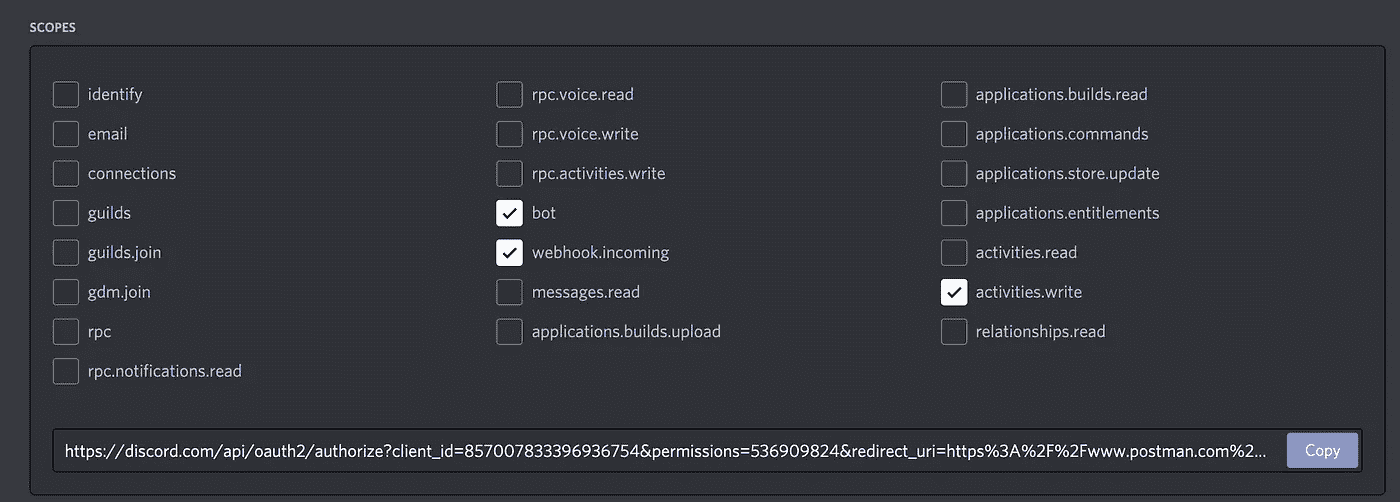 SCOPES
identify
email
connections
guilds
guilds.join
gdm.join
rpc
rpc.notifications.read
rpc.voice.read
rpc.voice.write
rpc.activities.write
bot
webhook.incoming
messages.read
applications.builds.upload
applications.builds.read
applications.commands
applications.store.update
applications.entitlements
activities.read
activities.write
relationships.read
https://discord.com/api/oauth2/authorize?client_id=857007833396936754&permissions=536909824&redirect_uri=https%3A%2F%2Fwww.postman.com%2...
Copy